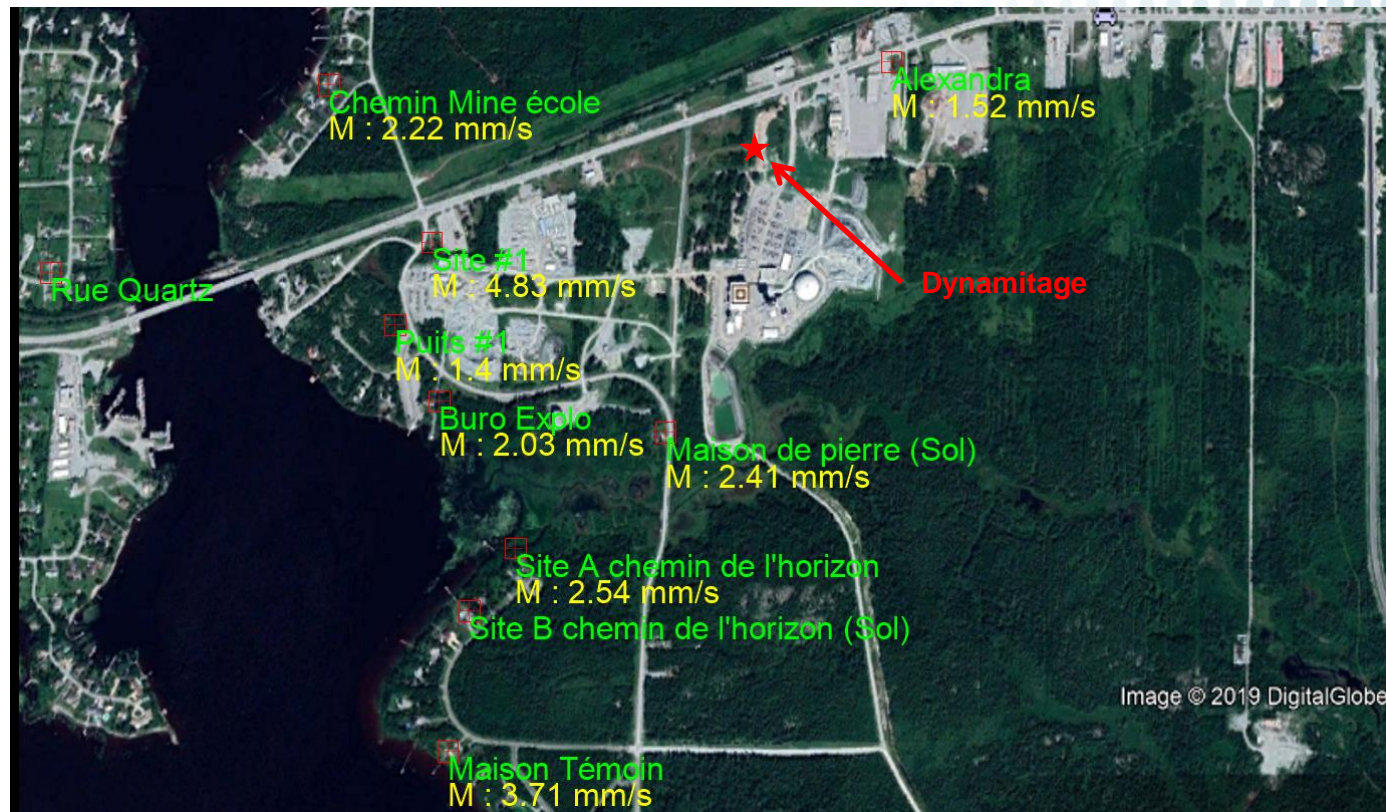 Alexandra
M : 1.52 mm/s
Chemin Mine école
M : 2.22 mm/s
Site #1
M : 4.83 mm/s
Rue Quartz
Dynamitage
Puits #1
M : 1.4 mm/s
Buro Explo
M : 2.03 mm/s
Maison de pierre (Sol)
M : 2.41 mm/s
Site A chemin de l'horizon
M : 2.54 mm/s
Site B chemin de l'horizon (Sol)
Image © 2019 DigitalGlobe
Maison Témoin
M : 3.71 mm/s